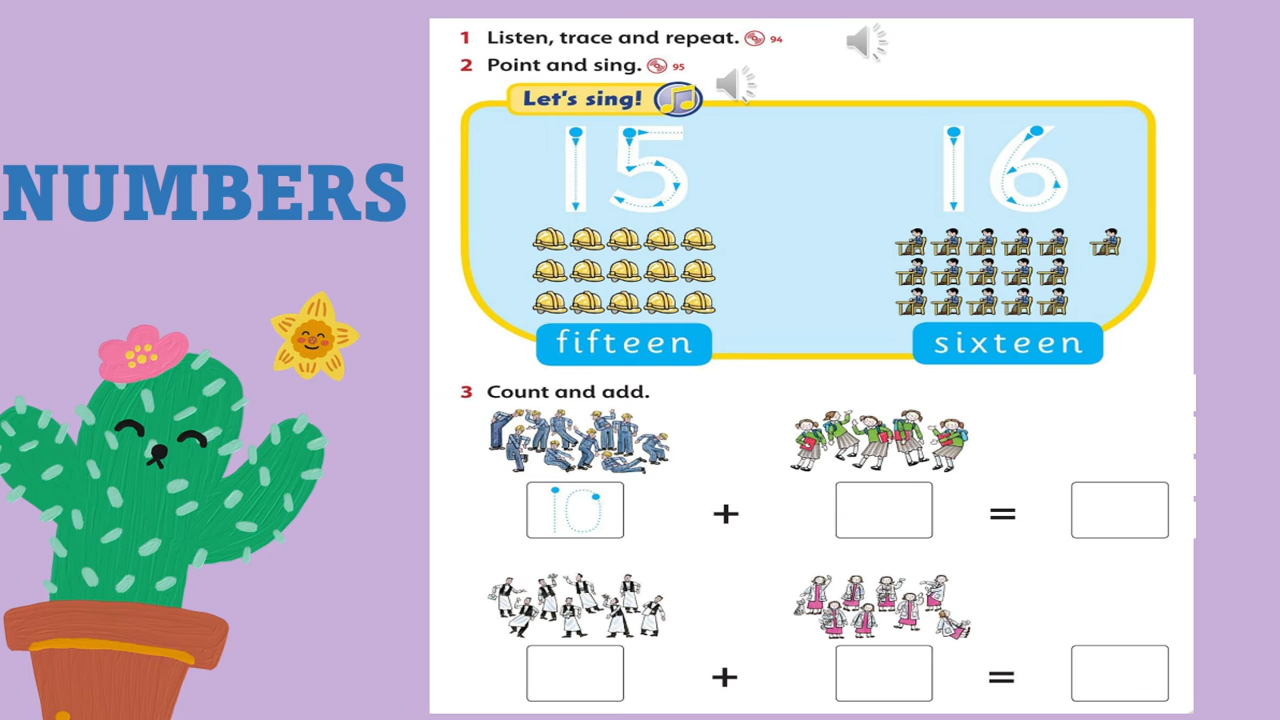 NUMBERS
1 Listen, trace and repeat. 94
2 Point and sing. 95
Let's sing!
15 16
fifteen sixteen
3 Count and add.
10 + =
+ =